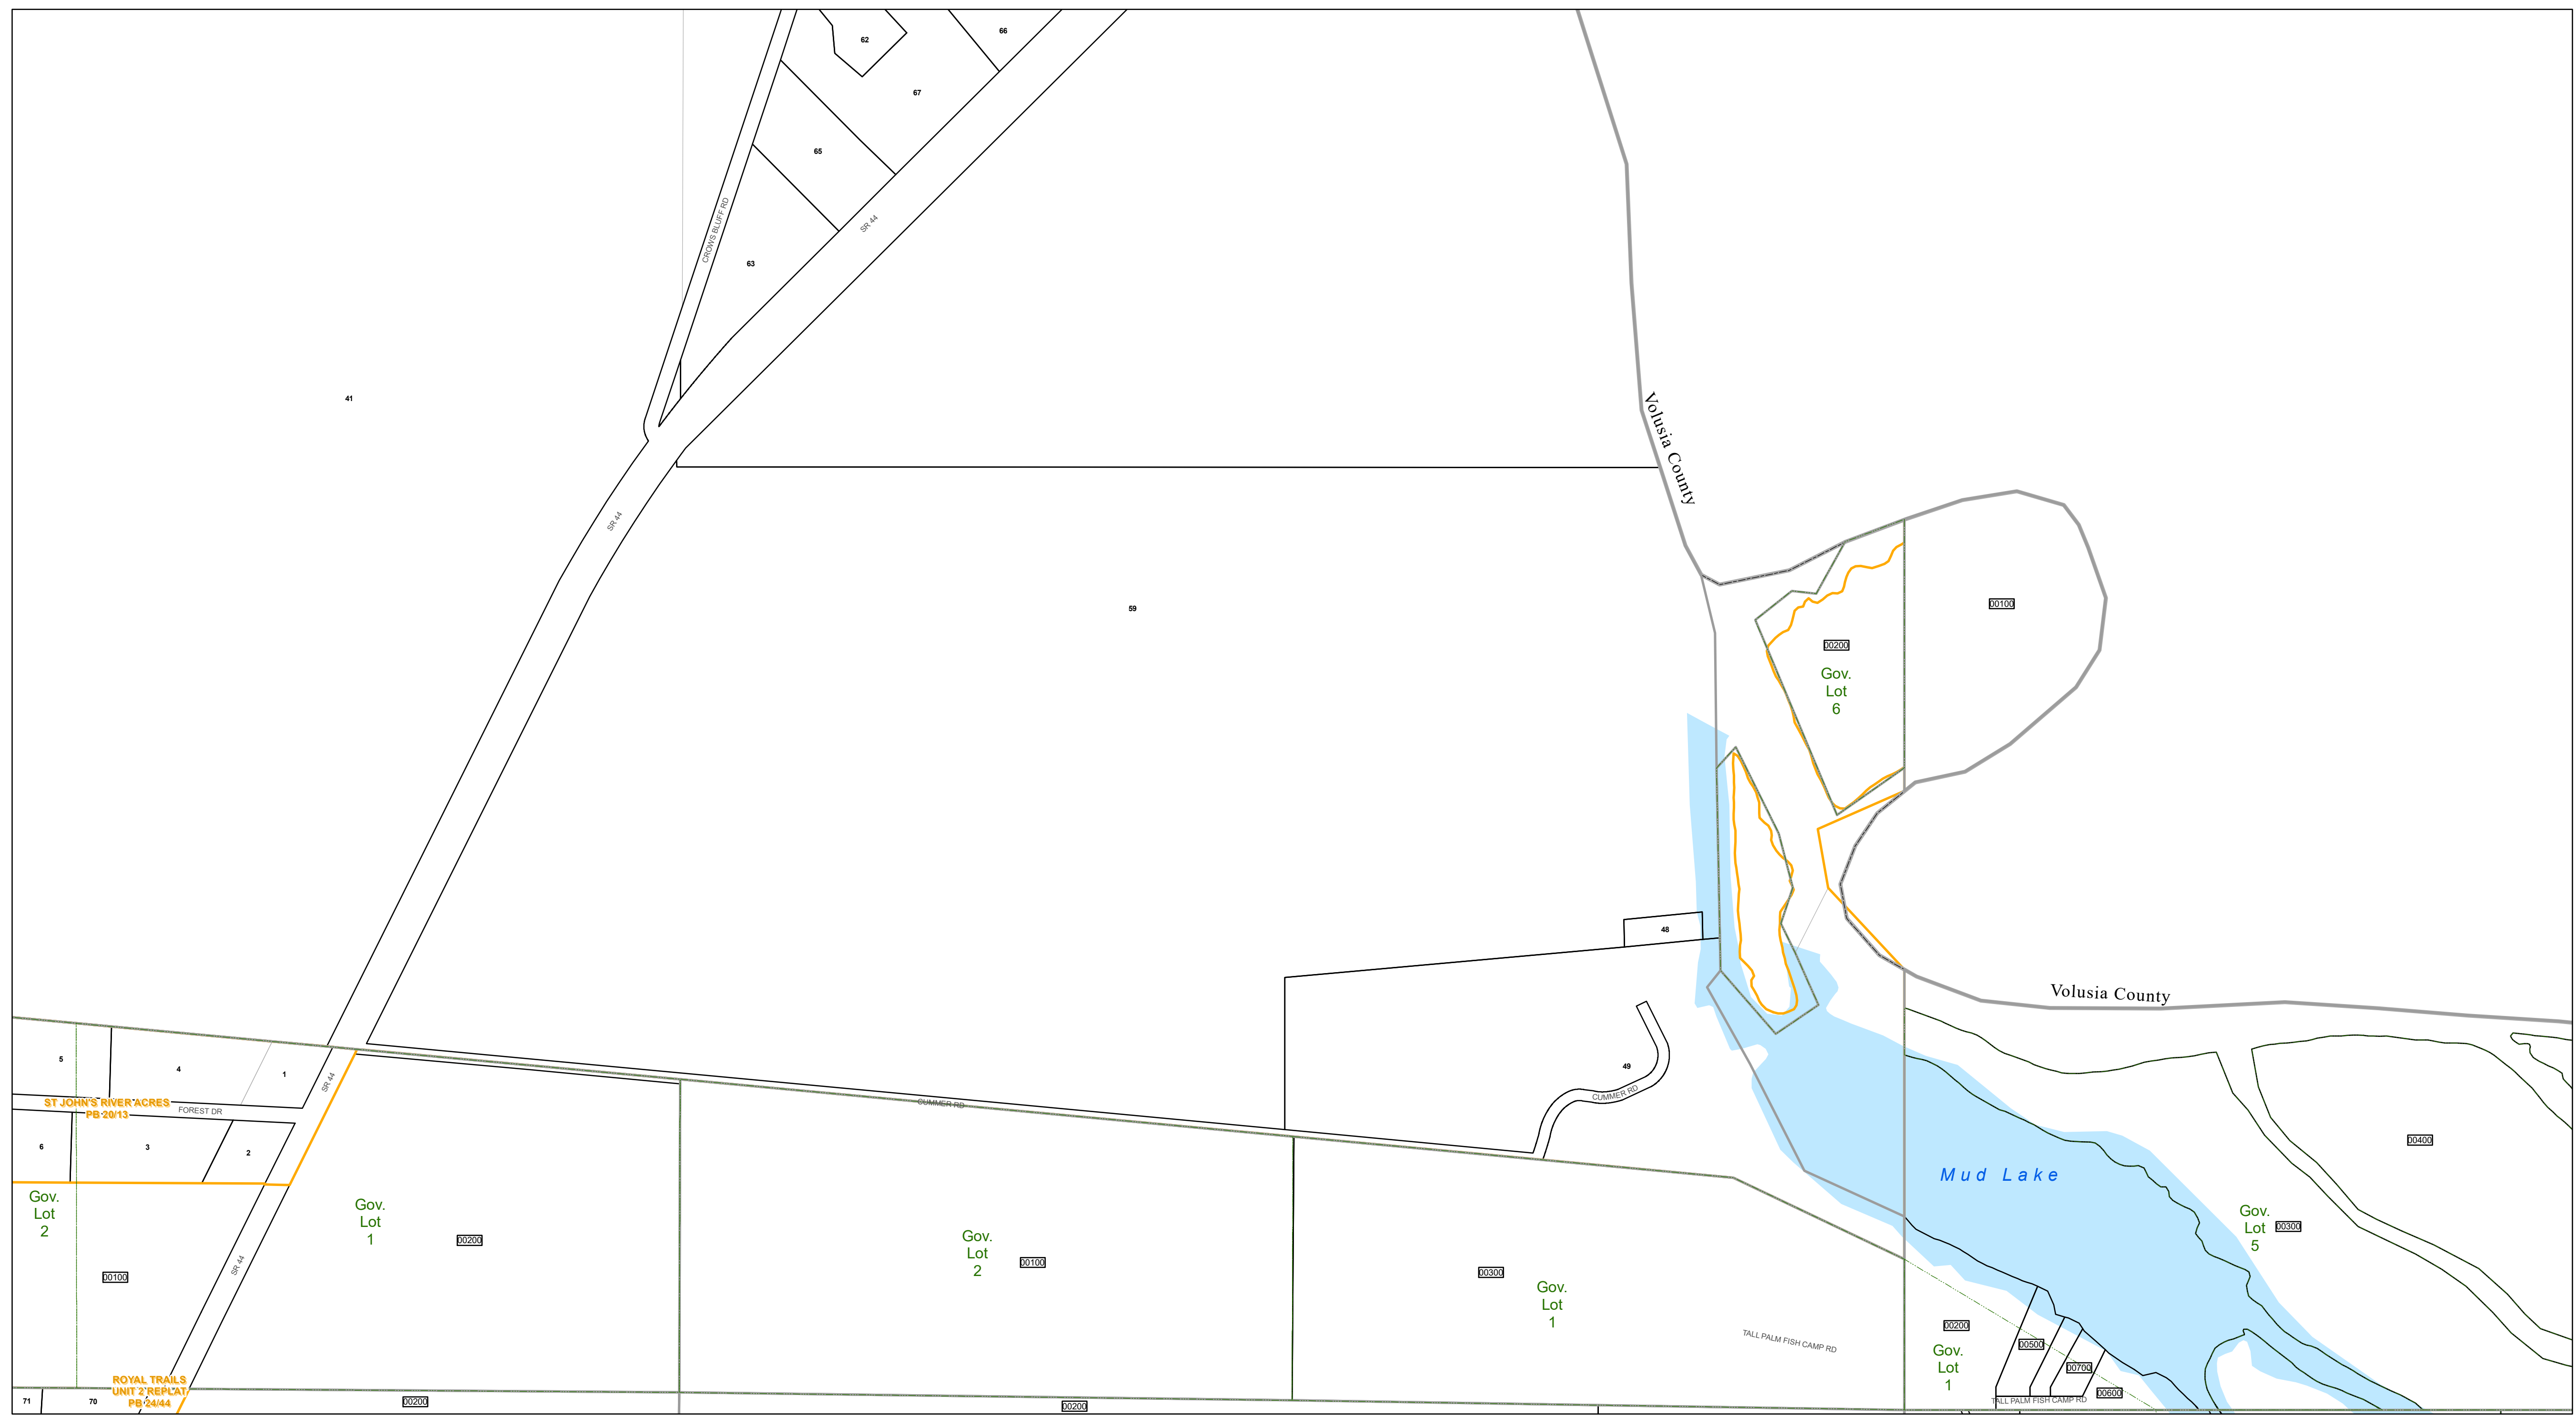 62
66
67
65
CROWS BLUFF RD
SR 44
63
41
Volusia County
SR 44
59
00100
00200
Gov.
Lot
6
48
Volusia County
5
4
1
SR 44
49
CUMMER RD
CUMMER RD
ST JOHN'S RIVER ACRES
PB 20/13
FOREST DR
6
3
2
00400
Mud Lake
Gov.
Lot
2
Gov.
Lot
1
00200
Gov.
Lot
2
00100
00300
Gov.
Lot
1
Gov.
Lot
5
00300
SR 44
00100
TALL PALM FISH CAMP RD
00200
Gov.
Lot
1
00500
00700
00600
TALL PALM FISH CAMP RD
ROYAL TRAILS
UNIT 2 REPLAT
PB 24/44
71
70
00200
00200